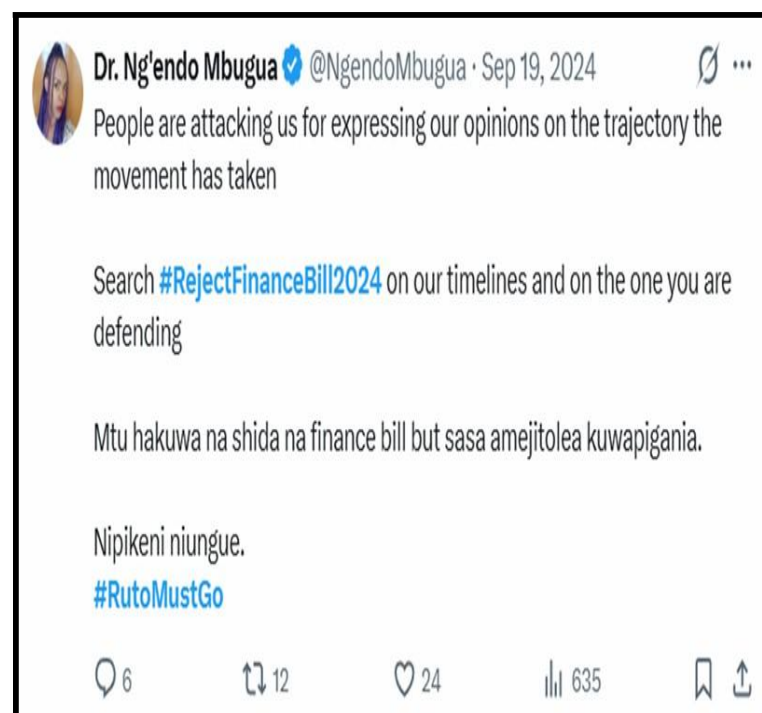 Dr. Ng'endo Mbugua @NgendoMbugua · Sep 19, 2024
People are attacking us for expressing our opinions on the trajectory the
movement has taken
Search #RejectFinanceBill2024 on our timelines and on the one you are
defending
Mtu hakuwa na shida na finance bill but sasa amejitolea kuwapigania.
Nipikeni niungue.
#RutoMustGo
6 12 24 635